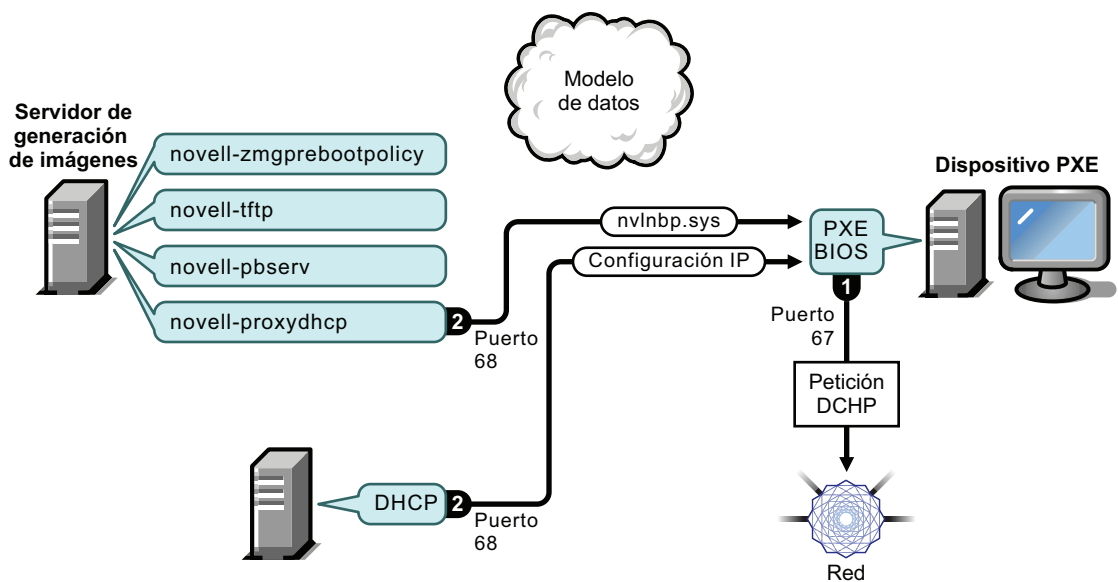 Modelo
de datos
Servidor de
generación
de imágenes
novell-zmgprebootpolicy
novell-tftp
novell-pbserv
novell-proxydhcp
2
Puerto
68
nvlnbp.sys
Configuración IP
PXE
BIOS
Dispositivo PXE
1
Puerto
67
Petición
DCHP
Red
DHCP
2
Puerto
68